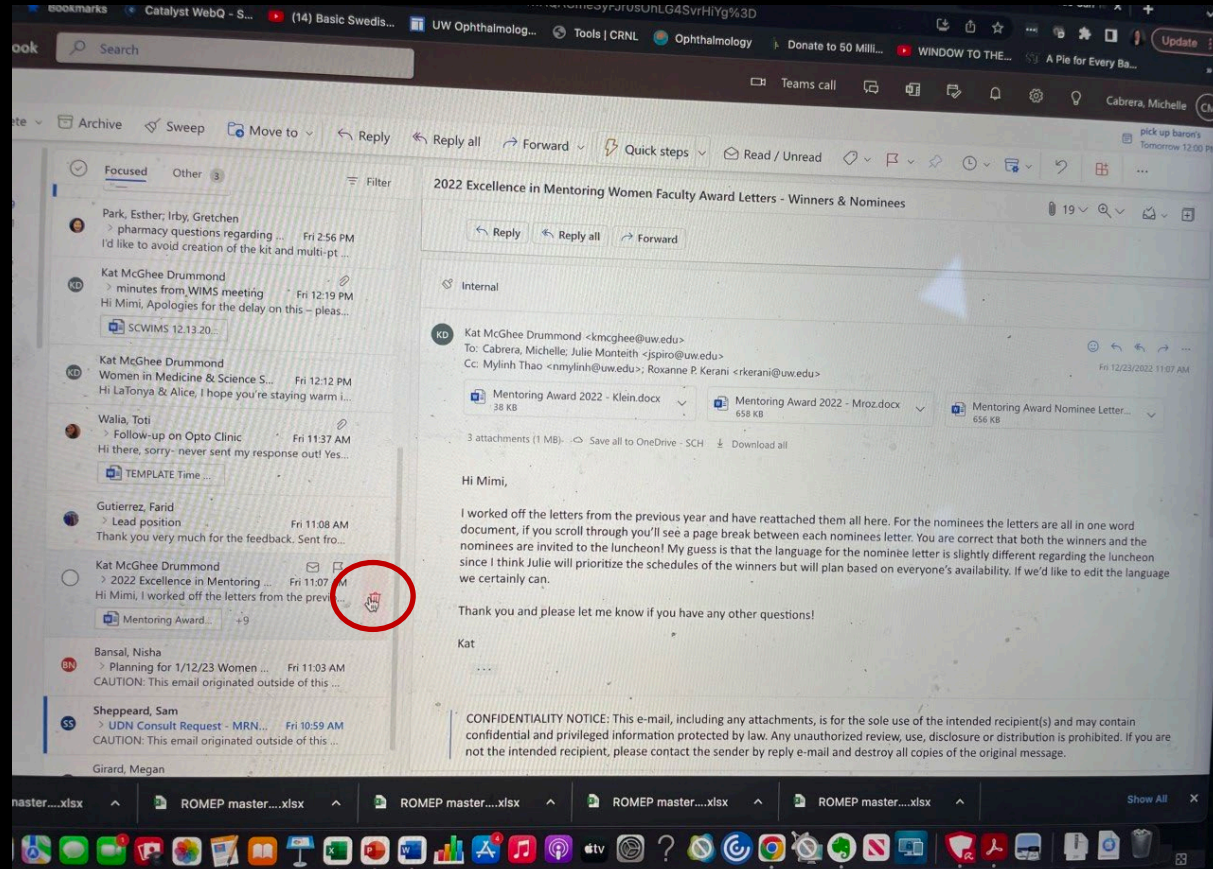 Bookmarks
Catalyst WebQ - S...
(14) Basic Swedis...
UW Ophthalmolog...
Tools | CRNL
Ophthalmology
Donate to 50 Milli...
WINDOW TO THE...
A Pie for Every Ba...
Update
ook
Search
Teams call
Cabrera, Michelle
CM
ete
Archive
Sweep
Move to
Reply
Reply all
Forward
Quick steps
Read / Unread
pick up baron's
Tomorrow 12:00 PM
Focused
Other 3
Filter
Park, Esther; Irby, Gretchen
> pharmacy questions regarding ... Fri 2:56 PM
I'd like to avoid creation of the kit and multi-pt ...
KD
Kat McGhee Drummond
> minutes from WIMS meeting Fri 12:19 PM
Hi Mimi, Apologies for the delay on this – pleas...
SCWIMS 12.13.20...
KD
Kat McGhee Drummond
Women in Medicine & Science S... Fri 12:12 PM
Hi LaTonya & Alice, I hope you're staying warm i...
Walia, Toti
> Follow-up on Opto Clinic Fri 11:37 AM
Hi there, sorry- never sent my response out! Yes...
TEMPLATE Time ...
Gutierrez, Farid
> Lead position Fri 11:08 AM
Thank you very much for the feedback. Sent fro...
Kat McGhee Drummond
> 2022 Excellence in Mentoring ... Fri 11:07 AM
Hi Mimi, I worked off the letters from the previ...
Mentoring Award... +9
BN
Bansal, Nisha
> Planning for 1/12/23 Women ... Fri 11:03 AM
CAUTION: This email originated outside of this ...
SS
Sheppeard, Sam
> UDN Consult Request - MRN... Fri 10:59 AM
CAUTION: This email originated outside of this ...
Girard, Megan
2022 Excellence in Mentoring Women Faculty Award Letters - Winners & Nominees
19
Reply
Reply all
Forward
Internal
KD
Kat McGhee Drummond <kmcghee@uw.edu>
To: Cabrera, Michelle; Julie Monteith <jspiro@uw.edu>
Cc: Mylinh Thao <nmylinh@uw.edu>; Roxanne P. Kerani <rkerani@uw.edu>
Fri 12/23/2022 11:07 AM
Mentoring Award 2022 - Klein.docx
38 KB
Mentoring Award 2022 - Mroz.docx
658 KB
Mentoring Award Nominee Letter...
656 KB
3 attachments (1 MB)
Save all to OneDrive - SCH
Download all
Hi Mimi,
I worked off the letters from the previous year and have reattached them all here. For the nominees the letters are all in one word
document, if you scroll through you'll see a page break between each nominees letter. You are correct that both the winners and the
nominees are invited to the luncheon! My guess is that the language for the nominee letter is slightly different regarding the luncheon
since I think Julie will prioritize the schedules of the winners but will plan based on everyone's availability. If we'd like to edit the language
we certainly can.
Thank you and please let me know if you have any other questions!
Kat
...
CONFIDENTIALITY NOTICE: This e-mail, including any attachments, is for the sole use of the intended recipient(s) and may contain
confidential and privileged information protected by law. Any unauthorized review, use, disclosure or distribution is prohibited. If you are
not the intended recipient, please contact the sender by reply e-mail and destroy all copies of the original message.
master....xlsx
ROMEP master....xlsx
ROMEP master....xlsx
ROMEP master....xlsx
ROMEP master....xlsx
Show All
tv